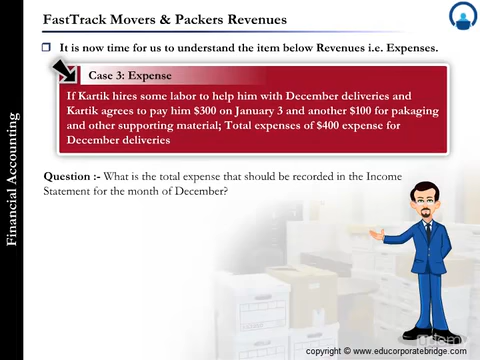 FastTrack Movers & Packers Revenues
It is now time for us to understand the item below Revenues i.e. Expenses.
Case 3: Expense
If Kartik hires some labor to help him with December deliveries and
Kartik agrees to pay him $300 on January 3 and another $100 for pakaging
and other supporting material; Total expenses of $400 expense for
December deliveries
Question :- What is the total expense that should be recorded in the Income
Statement for the month of December?
Financial Accounting
udemy
copyright © www.educorporatebridge.com